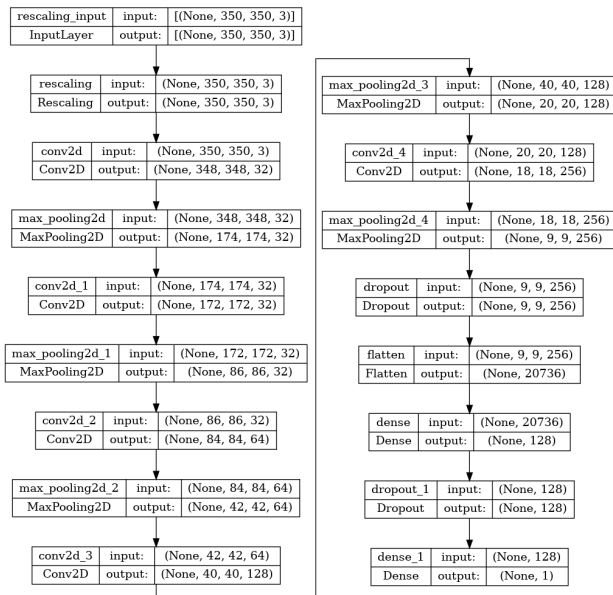 rescaling_input input: [(None, 350, 350, 3)]
InputLayer output: [(None, 350, 350, 3)]
rescaling input: (None, 350, 350, 3)
Rescaling output: (None, 350, 350, 3)
conv2d input: (None, 350, 350, 3)
Conv2D output: (None, 348, 348, 32)
max_pooling2d input: (None, 348, 348, 32)
MaxPooling2D output: (None, 174, 174, 32)
conv2d_1 input: (None, 174, 174, 32)
Conv2D output: (None, 172, 172, 32)
max_pooling2d_1 input: (None, 172, 172, 32)
MaxPooling2D output: (None, 86, 86, 32)
conv2d_2 input: (None, 86, 86, 32)
Conv2D output: (None, 84, 84, 64)
max_pooling2d_2 input: (None, 84, 84, 64)
MaxPooling2D output: (None, 42, 42, 64)
conv2d_3 input: (None, 42, 42, 64)
Conv2D output: (None, 40, 40, 128)
max_pooling2d_3 input: (None, 40, 40, 128)
MaxPooling2D output: (None, 20, 20, 128)
conv2d_4 input: (None, 20, 20, 128)
Conv2D output: (None, 18, 18, 256)
max_pooling2d_4 input: (None, 18, 18, 256)
MaxPooling2D output: (None, 9, 9, 256)
dropout input: (None, 9, 9, 256)
Dropout output: (None, 9, 9, 256)
flatten input: (None, 9, 9, 256)
Flatten output: (None, 20736)
dense input: (None, 20736)
Dense output: (None, 128)
dropout_1 input: (None, 128)
Dropout output: (None, 128)
dense_1 input: (None, 128)
Dense output: (None, 1)